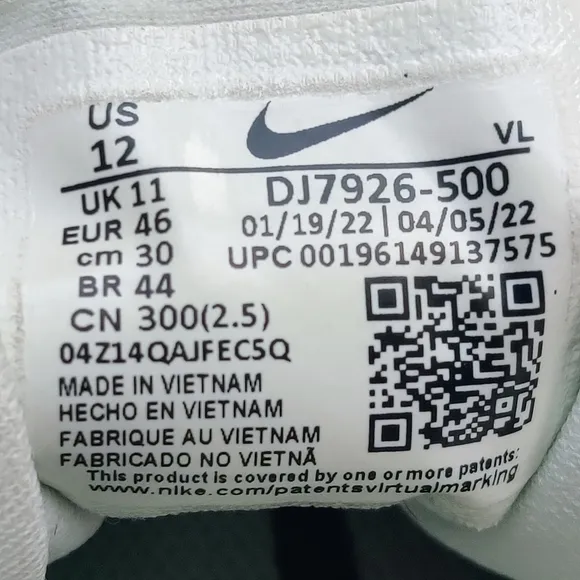 US
12
VL
UK 11
EUR 46
cm 30
BR 44
CN 300(2.5)
DJ7926-500
01/19/22 | 04/05/22
UPC 00196149137575
04Z14QAJFEC5Q
MADE IN VIETNAM
HECHO EN VIETNAM
FABRIQUE AU VIETNAM
FABRICADO NO VIETNÃ
This product is covered by one or more patents:
www.nike.com/patentsvirtualmarking